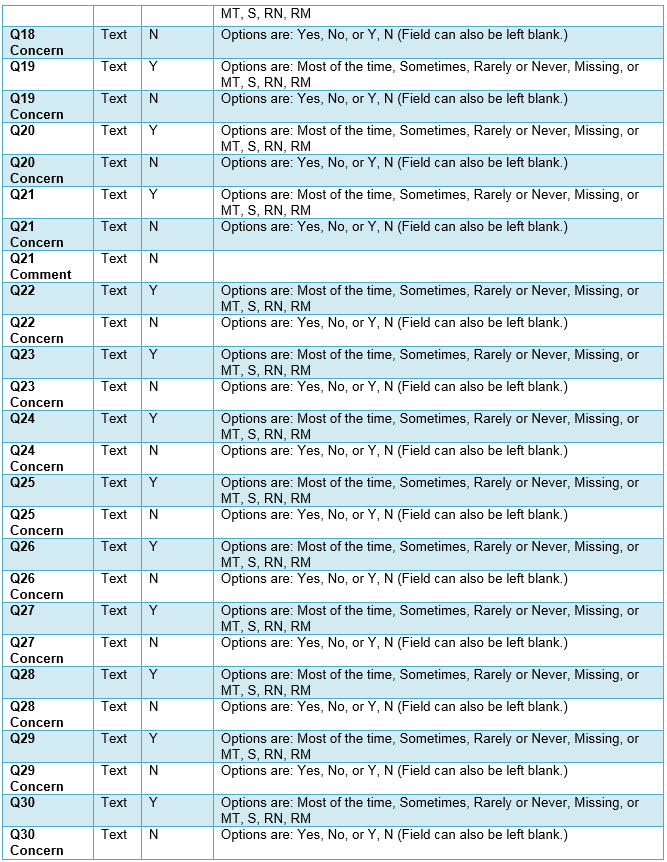 MT, S, RN, RM
Q18 Text N Options are: Yes, No, or Y, N (Field can also be left blank.)
Concern
Q19 Text Y Options are: Most of the time, Sometimes, Rarely or Never, Missing, or
MT, S, RN, RM
Q19 Text N Options are: Yes, No, or Y, N (Field can also be left blank.)
Concern
Q20 Text Y Options are: Most of the time, Sometimes, Rarely or Never, Missing, or
MT, S, RN, RM
Q20 Text N Options are: Yes, No, or Y, N (Field can also be left blank.)
Concern
Q21 Text Y Options are: Most of the time, Sometimes, Rarely or Never, Missing, or
MT, S, RN, RM
Q21 Text N Options are: Yes, No, or Y, N (Field can also be left blank.)
Concern
Q21 Text N
Comment
Q22 Text Y Options are: Most of the time, Sometimes, Rarely or Never, Missing, or
MT, S, RN, RM
Q22 Text N Options are: Yes, No, or Y, N (Field can also be left blank.)
Concern
Q23 Text Y Options are: Most of the time, Sometimes, Rarely or Never, Missing, or
MT, S, RN, RM
Q23 Text N Options are: Yes, No, or Y, N (Field can also be left blank.)
Concern
Q24 Text Y Options are: Most of the time, Sometimes, Rarely or Never, Missing, or
MT, S, RN, RM
Q24 Text N Options are: Yes, No, or Y, N (Field can also be left blank.)
Concern
Q25 Text Y Options are: Most of the time, Sometimes, Rarely or Never, Missing, or
MT, S, RN, RM
Q25 Text N Options are: Yes, No, or Y, N (Field can also be left blank.)
Concern
Q26 Text Y Options are: Most of the time, Sometimes, Rarely or Never, Missing, or
MT, S, RN, RM
Q26 Text N Options are: Yes, No, or Y, N (Field can also be left blank.)
Concern
Q27 Text Y Options are: Most of the time, Sometimes, Rarely or Never, Missing, or
MT, S, RN, RM
Q27 Text N Options are: Yes, No, or Y, N (Field can also be left blank.)
Concern
Q28 Text Y Options are: Most of the time, Sometimes, Rarely or Never, Missing, or
MT, S, RN, RM
Q28 Text N Options are: Yes, No, or Y, N (Field can also be left blank.)
Concern
Q29 Text Y Options are: Most of the time, Sometimes, Rarely or Never, Missing, or
MT, S, RN, RM
Q29 Text N Options are: Yes, No, or Y, N (Field can also be left blank.)
Concern
Q30 Text Y Options are: Most of the time, Sometimes, Rarely or Never, Missing, or
MT, S, RN, RM
Q30 Text N Options are: Yes, No, or Y, N (Field can also be left blank.)
Concern